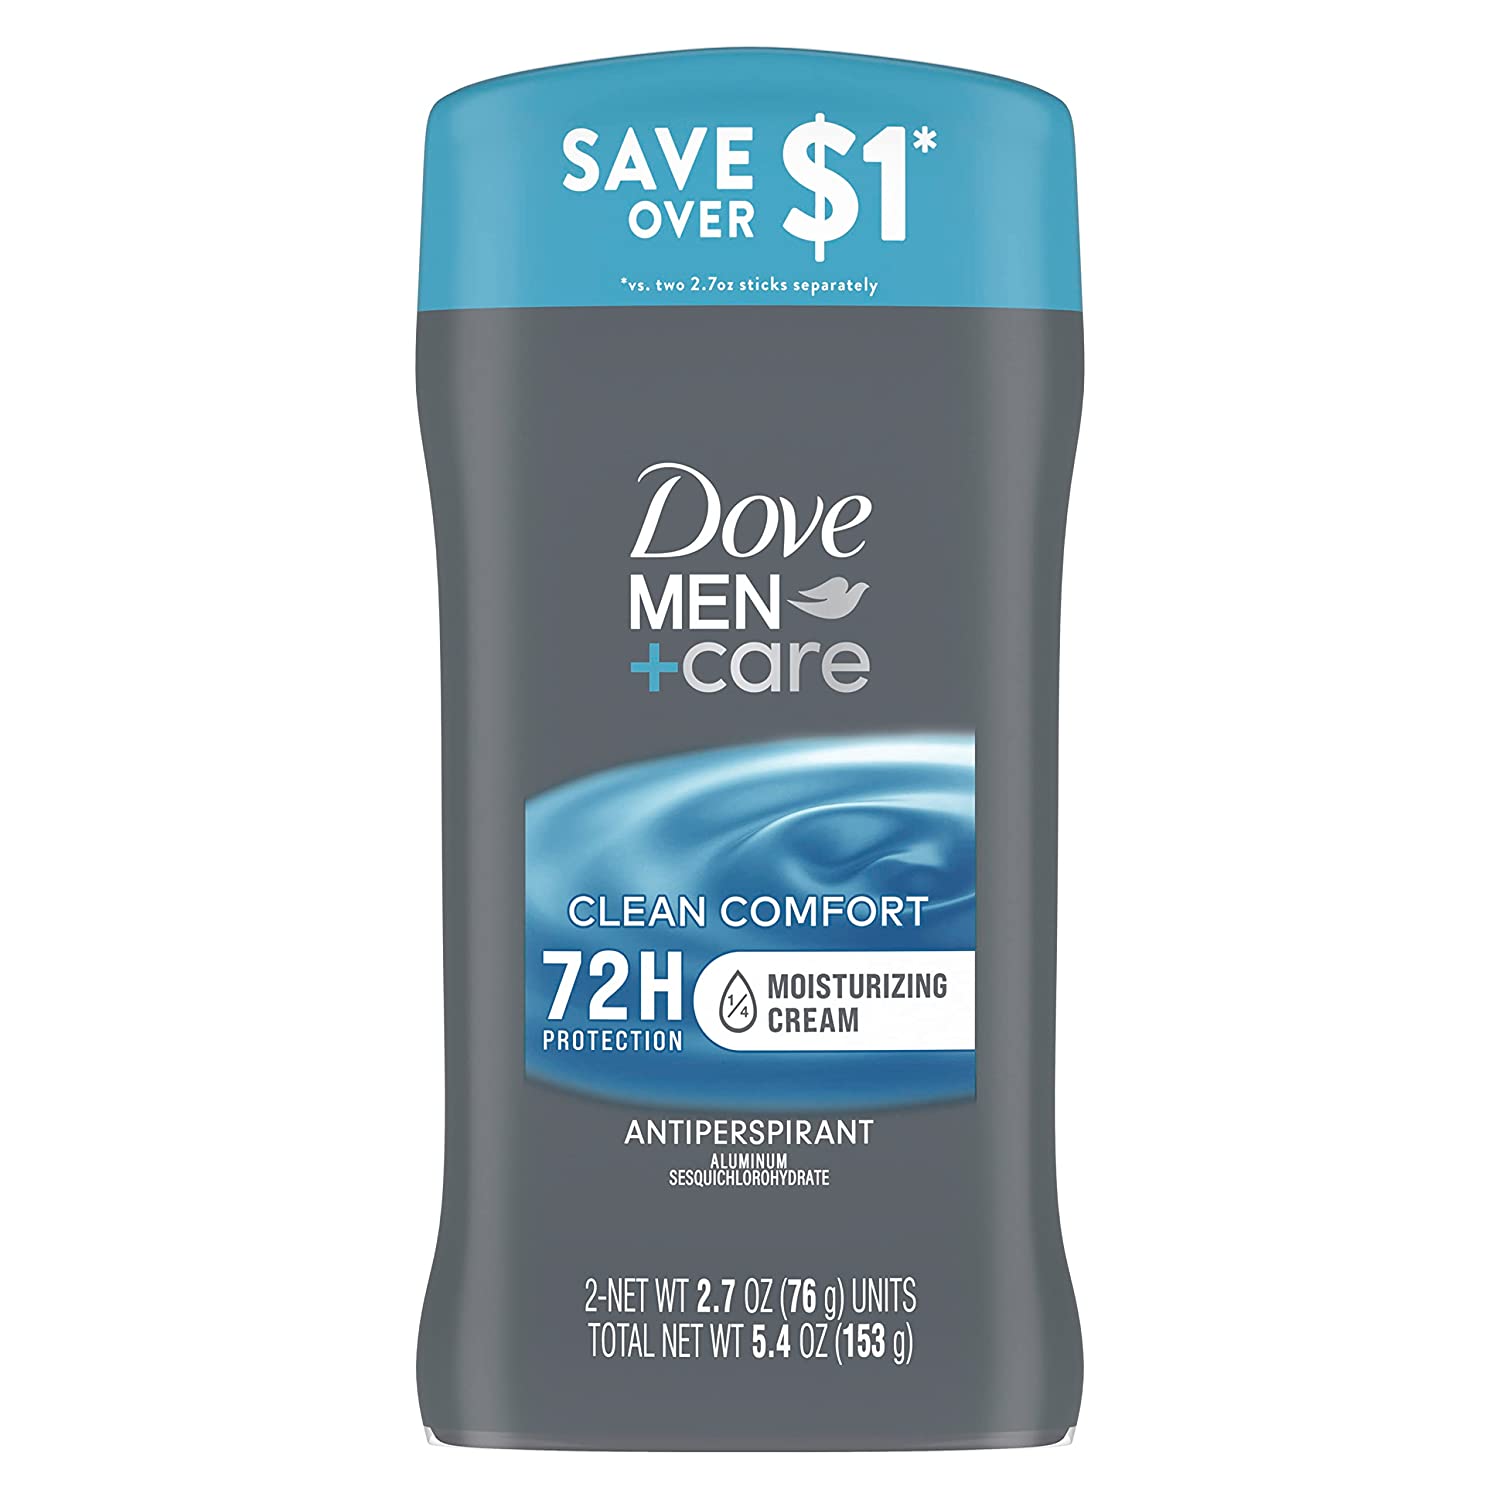 SAVE OVER $1*
*vs. two 2.7oz sticks separately
Dove
MEN
+care
CLEAN COMFORT
72H
PROTECTION
1/4
MOISTURIZING
CREAM
ANTIPERSPIRANT
ALUMINUM
SESQUICHLOROHYDRATE
2-NET WT 2.7 OZ (76 g) UNITS
TOTAL NET WT 5.4 OZ (153 g)